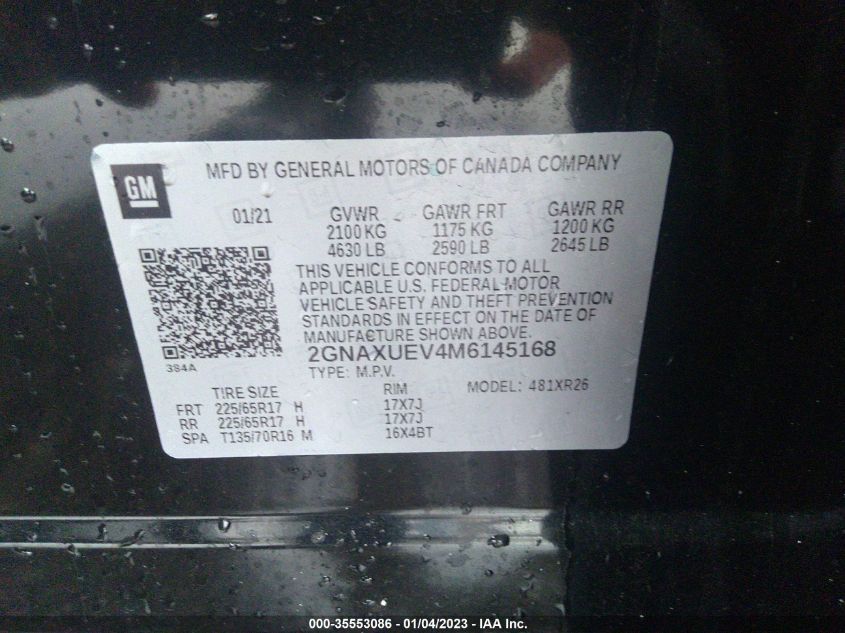 GM
MFD BY GENERAL MOTORS OF CANADA COMPANY
01/21 GVWR GAWR FRT GAWR RR
2100 KG 1175 KG 1200 KG
4630 LB 2590 LB 2645 LB
THIS VEHICLE CONFORMS TO ALL
APPLICABLE U.S. FEDERAL MOTOR
VEHICLE SAFETY AND THEFT PREVENTION
STANDARDS IN EFFECT ON THE DATE OF
MANUFACTURE SHOWN ABOVE.
384A
2GNAXUEV4M6145168
TYPE: M.P.V.
TIRE SIZE RIM MODEL: 481XR26
FRT 225/65R17 H 17X7J
RR 225/65R17 H 17X7J
SPA T135/70R16 M 16X4BT
000-35553086 - 01/04/2023 - IAA Inc.